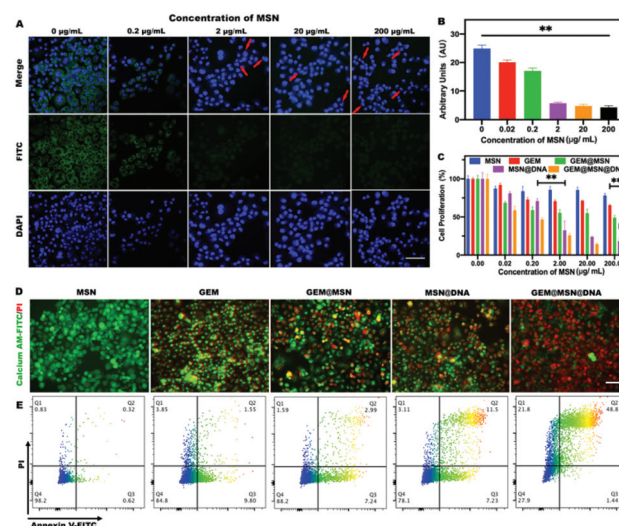 Concentration of MSN
A
0 μg/mL 0.2 μg/mL 2 μg/mL 20 μg/mL 200 μg/mL
Merge
FITC
DAPI
B
**
Arbitrary Units (AU)
30
20
10
0
0 0.02 0.2 2 20 200
Concentration of MSN(μg/ mL)
C
MSN GEM GEM@MSN
MSN@DNA
**
Cell Proliferation (%)
100
50
0
0.00 0.02 0.20 2.00 20.00
Concentration of MSN(μg/ mL)
D
MSN GEM GEM@MSN MSN@DNA GEM@MSN@DNA
Calcium AM-FITC/PI
E
Q1 0.83 Q2 0.32
Q1 3.85 Q2 1.55
Q1 1.59 Q2 2.99
Q1 3.11 Q2 11.5
Q1 21.8 Q2 48.8
PI
Q4 98.2 Q3 0.62
Q4 84.8 Q3 9.80
Q4 88.2 Q3 7.24
Q4 78.1 Q3 7.23
Q4 27.9 Q3 1.44
Annexin V-FITC